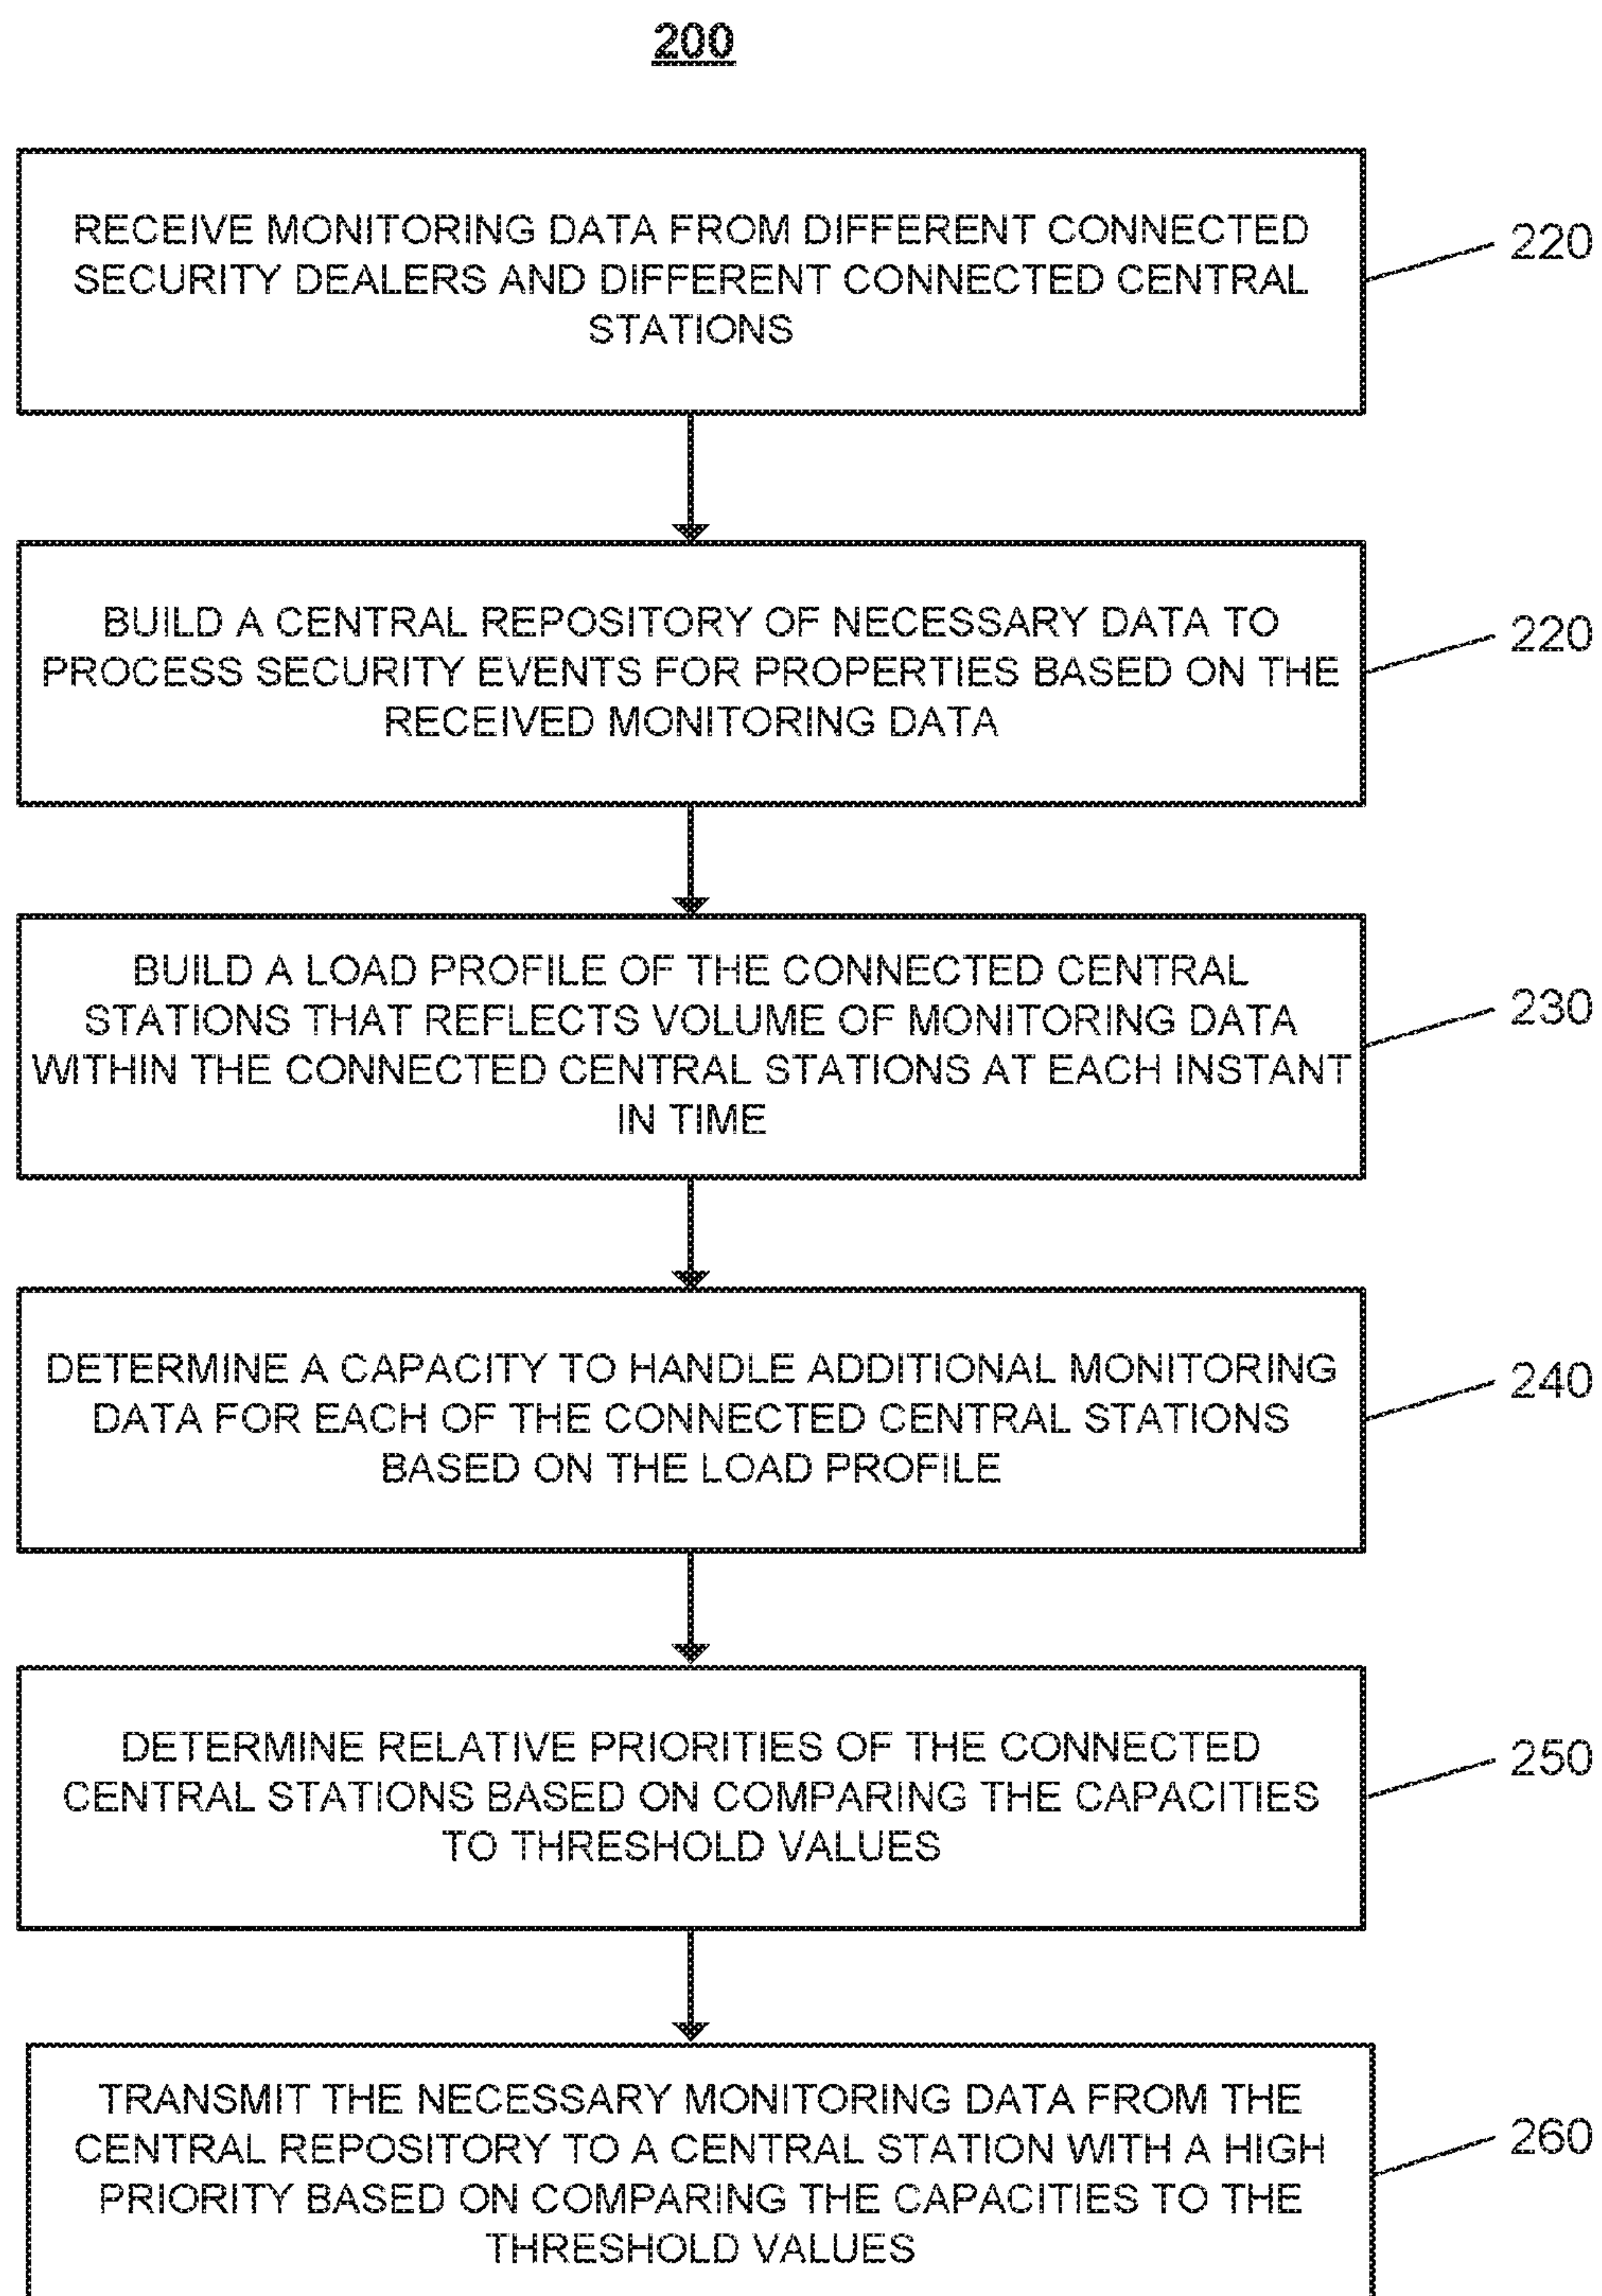 200
RECEIVE MONITORING DATA FROM DIFFERENT CONNECTED
SECURITY DEALERS AND DIFFERENT CONNECTED CENTRAL
STATIONS
220
BUILD A CENTRAL REPOSITORY OF NECESSARY DATA TO
PROCESS SECURITY EVENTS FOR PROPERTIES BASED ON THE
RECEIVED MONITORING DATA
220
BUILD A LOAD PROFILE OF THE CONNECTED CENTRAL
STATIONS THAT REFLECTS VOLUME OF MONITORING DATA
WITHIN THE CONNECTED CENTRAL STATIONS AT EACH INSTANT
IN TIME
230
DETERMINE A CAPACITY TO HANDLE ADDITIONAL MONITORING
DATA FOR EACH OF THE CONNECTED CENTRAL STATIONS
BASED ON THE LOAD PROFILE
240
DETERMINE RELATIVE PRIORITIES OF THE CONNECTED
CENTRAL STATIONS BASED ON COMPARING THE CAPACITIES
TO THRESHOLD VALUES
250
TRANSMIT THE NECESSARY MONITORING DATA FROM THE
CENTRAL REPOSITORY TO A CENTRAL STATION WITH A HIGH
PRIORITY BASED ON COMPARING THE CAPACITIES TO THE
THRESHOLD VALUES
260